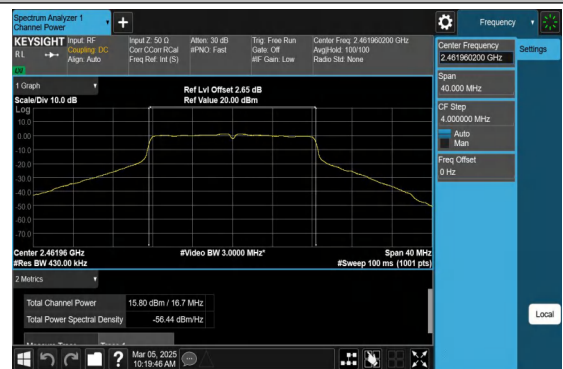 Spectrum Analyzer 1
Channel Power
+
Frequency
KEYSIGHT
RL
Input: RF
Coupling: DC
Align: Auto
Input Z: 50 Ω
Corr CCorr RCal
Freq Ref: Int (S)
Atten: 30 dB
#PNO: Fast
Trig: Free Run
Gate: Off
#IF Gain: Low
Center Freq: 2.461960200 GHz
Avg|Hold: 100/100
Radio Std: None
Center Frequency
2.461960200 GHz
Settings
Span
40.000 MHz
CF Step
4.000000 MHz
Auto
Man
Freq Offset
0 Hz
1 Graph
Scale/Div 10.0 dB
Ref Lvl Offset 2.65 dB
Ref Value 20.00 dBm
Log
10.0
0.00
-10.0
-20.0
-30.0
-40.0
-50.0
-60.0
-70.0
Center 2.46196 GHz
#Res BW 430.00 kHz
#Video BW 3.0000 MHz*
Span 40 MHz
#Sweep 100 ms (1001 pts)
2 Metrics
Total Channel Power 15.80 dBm / 16.7 MHz
Total Power Spectral Density -56.44 dBm/Hz
Local
?
Mar 05, 2025
10:19:46 AM